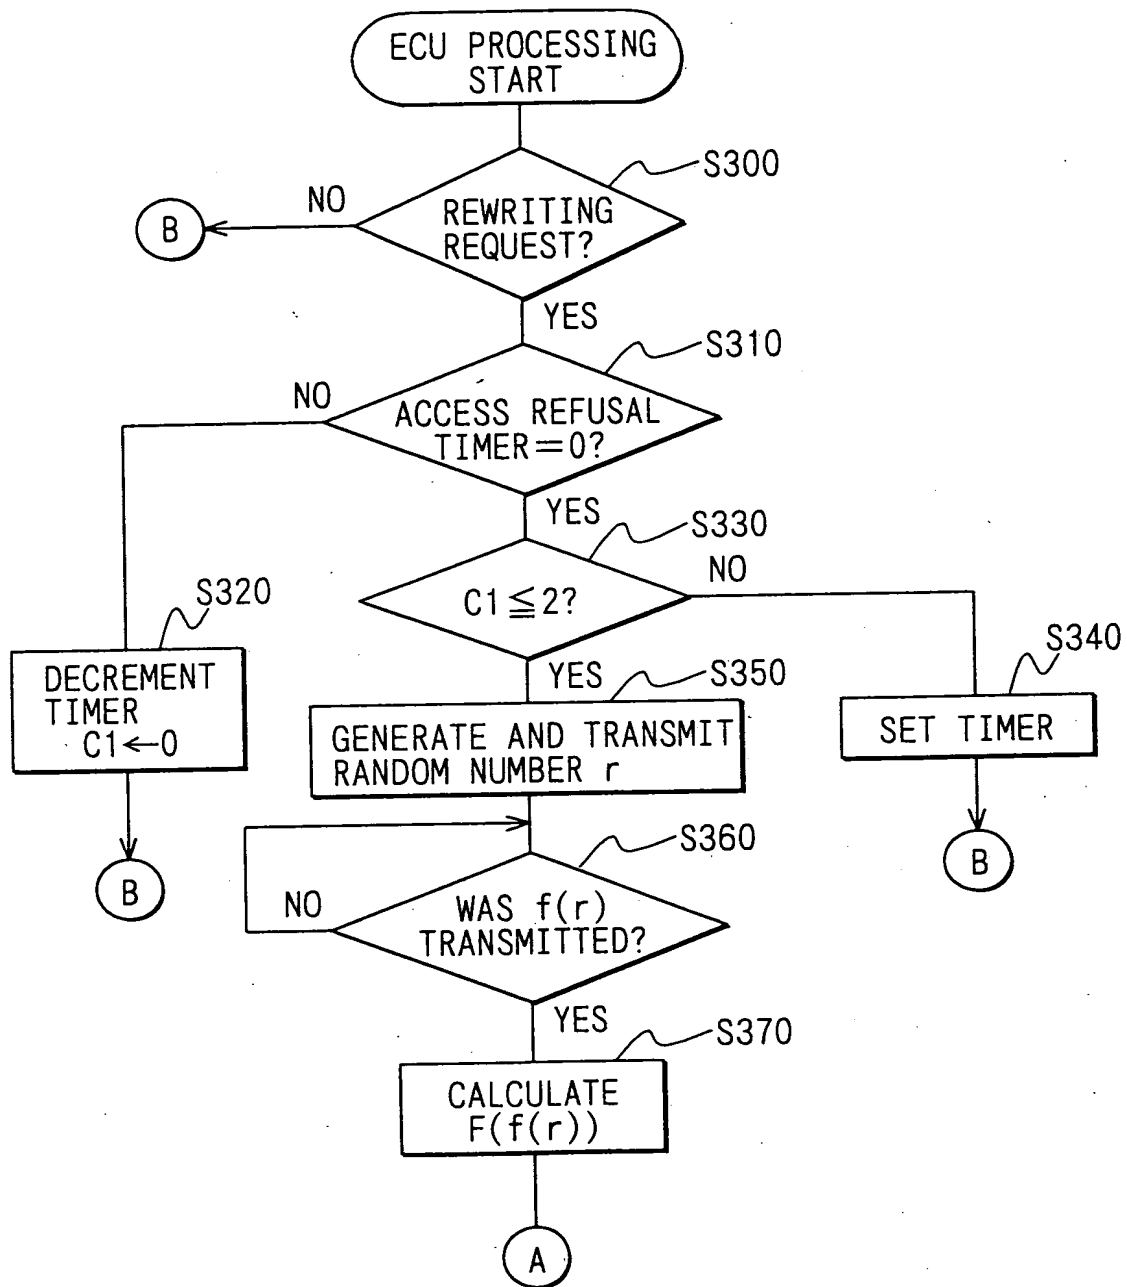 ECU PROCESSING
START
S300
NO
B
REWRITING
REQUEST?
YES
S310
NO
ACCESS REFUSAL
TIMER=0?
YES
S330
C1≦2?
NO
S320
DECREMENT
TIMER
C1←0
B
S340
SET TIMER
B
YES
S350
GENERATE AND TRANSMIT
RANDOM NUMBER r
S360
NO
WAS f(r)
TRANSMITTED?
YES
S370
CALCULATE
F(f(r))
A